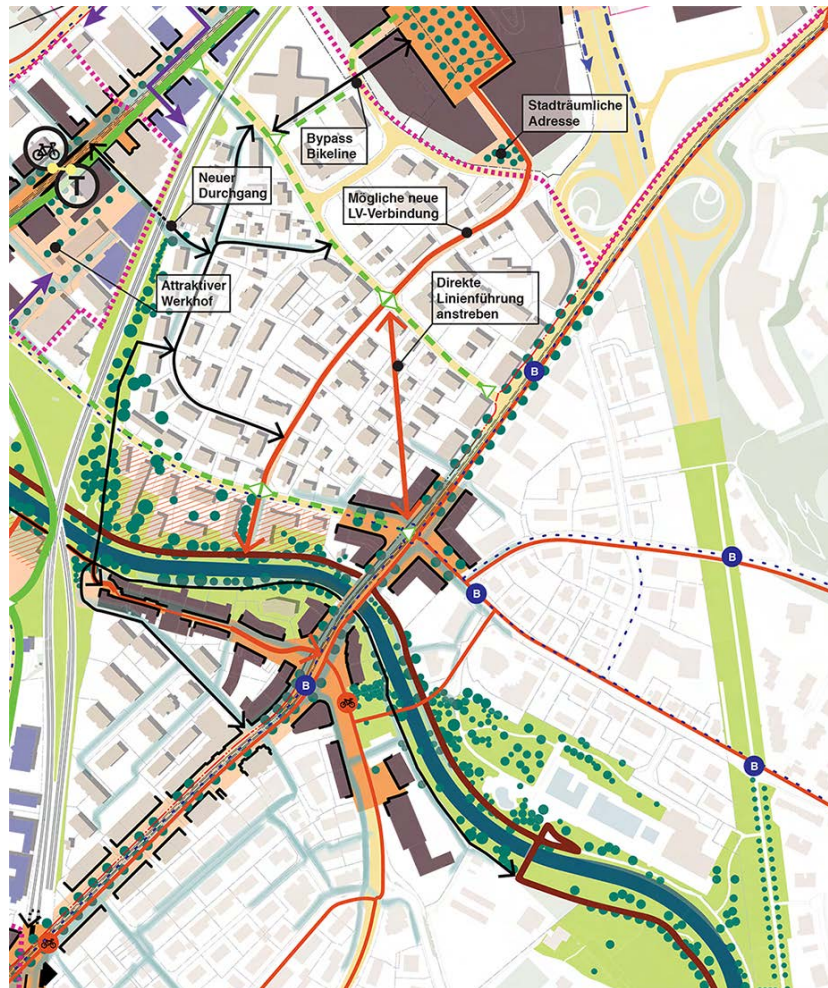 Stadträumliche
Adresse
Bypass
Bikeline
Neuer
Durchgang
Mögliche neue
LV-Verbindung
T
Attraktiver
Werkhof
Direkte
Linienführung
anstreben
B
B
B
B
B